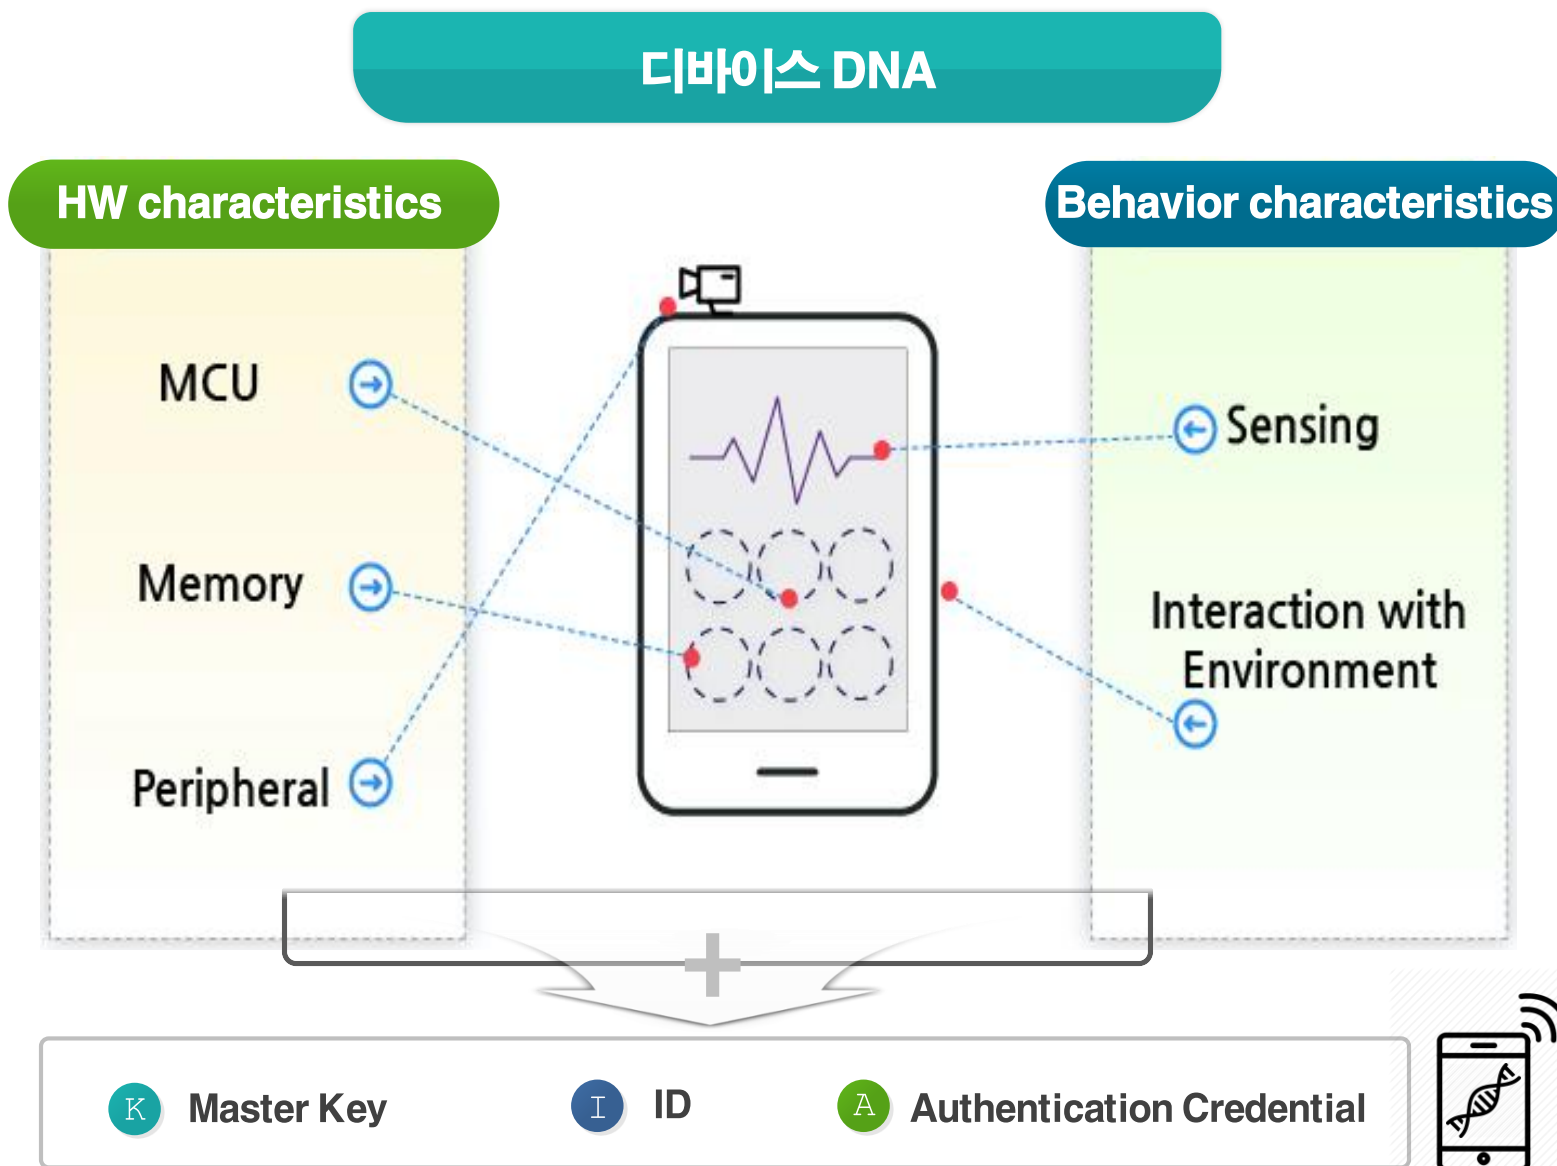 디바이스 DNA
HW characteristics
Behavior characteristics
MCU
Sensing
Memory
Interaction with
Environment
Peripheral
K Master Key
I ID
A Authentication Credential